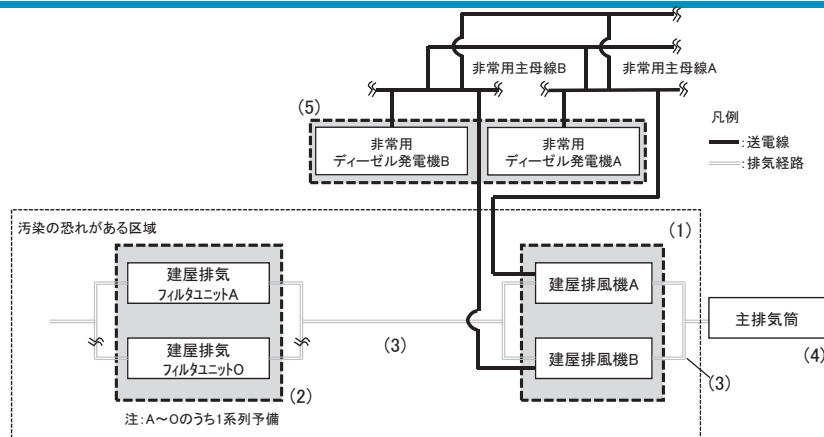 非常用主母線B
非常用主母線A
(5)
非常用
ディーゼル発電機B
非常用
ディーゼル発電機A
凡例
:送電線
:排気経路
汚染の恐れがある区域
(1)
建屋排気
フィルタユニットA
建屋排風機A
主排気筒
(3)
建屋排気
フィルタユニットO
建屋排風機B
(4)
(3)
(2)
注:A～Oのうち1系列予備